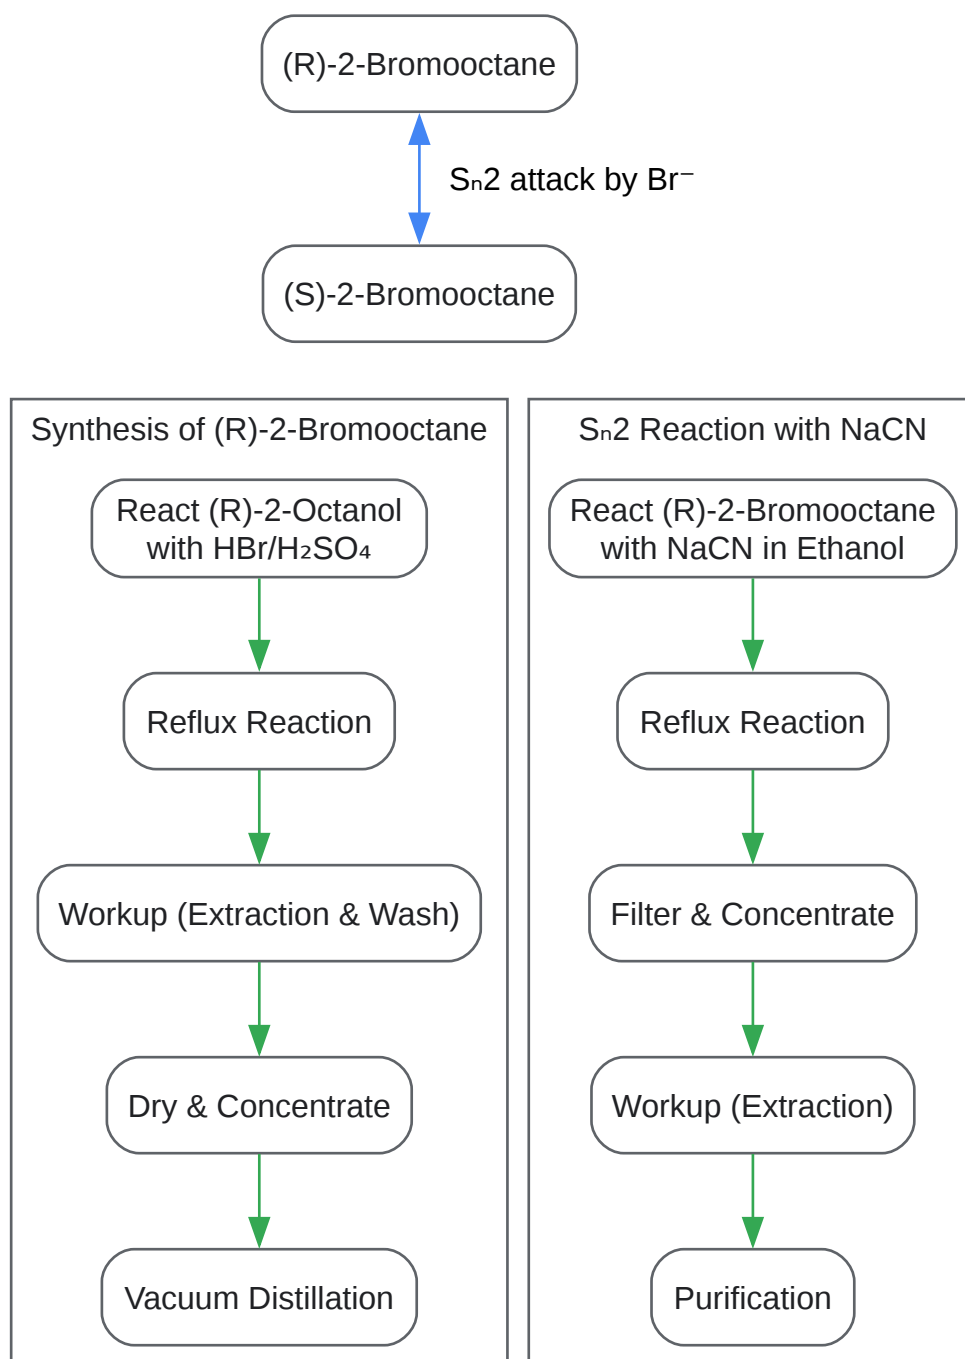 (R)-2-Bromooctane
Sₙ2 attack by Br⁻
(S)-2-Bromooctane
Synthesis of (R)-2-Bromooctane
React (R)-2-Octanol
with HBr/H₂SO₄
Reflux Reaction
Workup (Extraction & Wash)
Dry & Concentrate
Vacuum Distillation
Sₙ2 Reaction with NaCN
React (R)-2-Bromooctane
with NaCN in Ethanol
Reflux Reaction
Filter & Concentrate
Workup (Extraction)
Purification